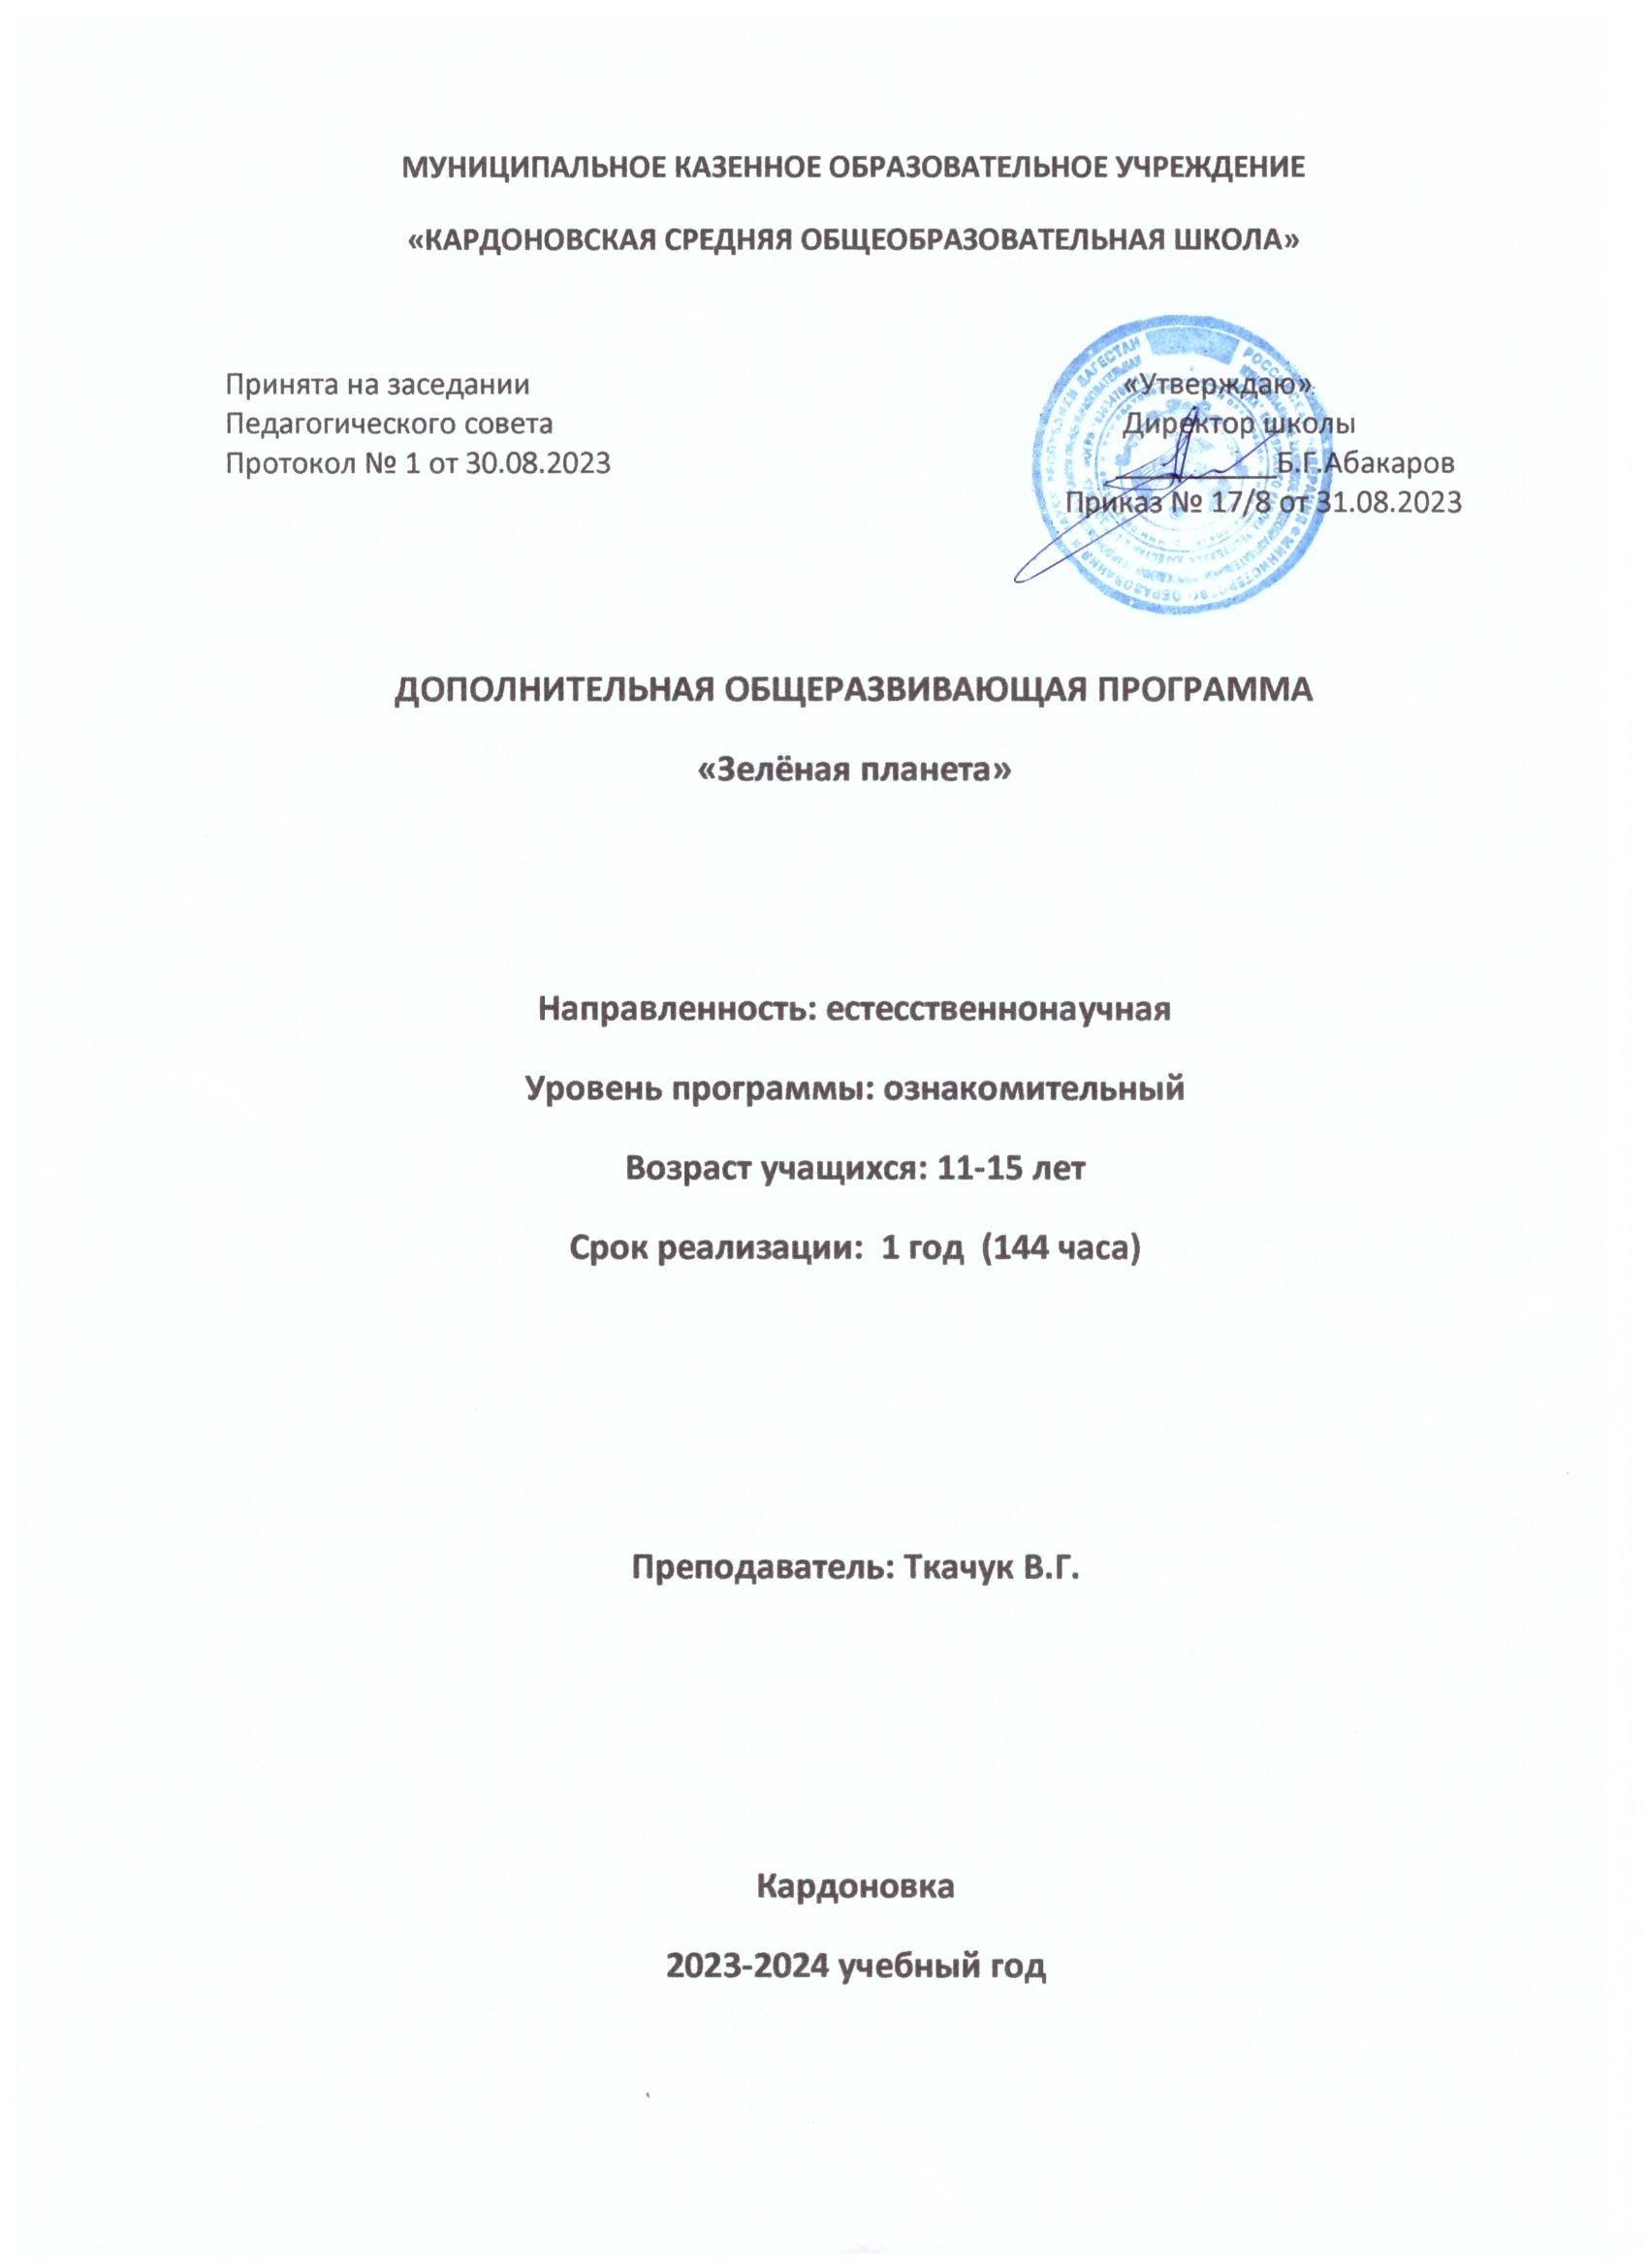 МУНИЦИПАЛЬНОЕ КАЗЕННОЕ ОБРАЗОВАТЕЛЬНОЕ УЧРЕЖДЕНИЕ
«КАРДОНОВСКАЯ СРЕДНЯЯ ОБЩЕОБРАЗОВАТЕЛЬНАЯ ШКОЛА»
Принята на заседании
Педагогического совета
Протокол № 1 от 30.08.2023
«Утверждаю»
Директор школы
Б.Г.Абакаров
Приказ № 17/8 от 31.08.2023
ДАГЕСТАН
МИНИСТЕРСТВО ОБРАЗОВАНИЯ И
ДОПОЛНИТЕЛЬНАЯ ОБЩЕРАЗВИВАЮЩАЯ ПРОГРАММА
«Зелёная планета»
Направленность: естесственнонаучная
Уровень программы: ознакомительный
Возраст учащихся: 11-15 лет
Срок реализации: 1 год (144 часа)
Преподаватель: Ткачук В.Г.
Кардоновка
2023-2024 учебный год